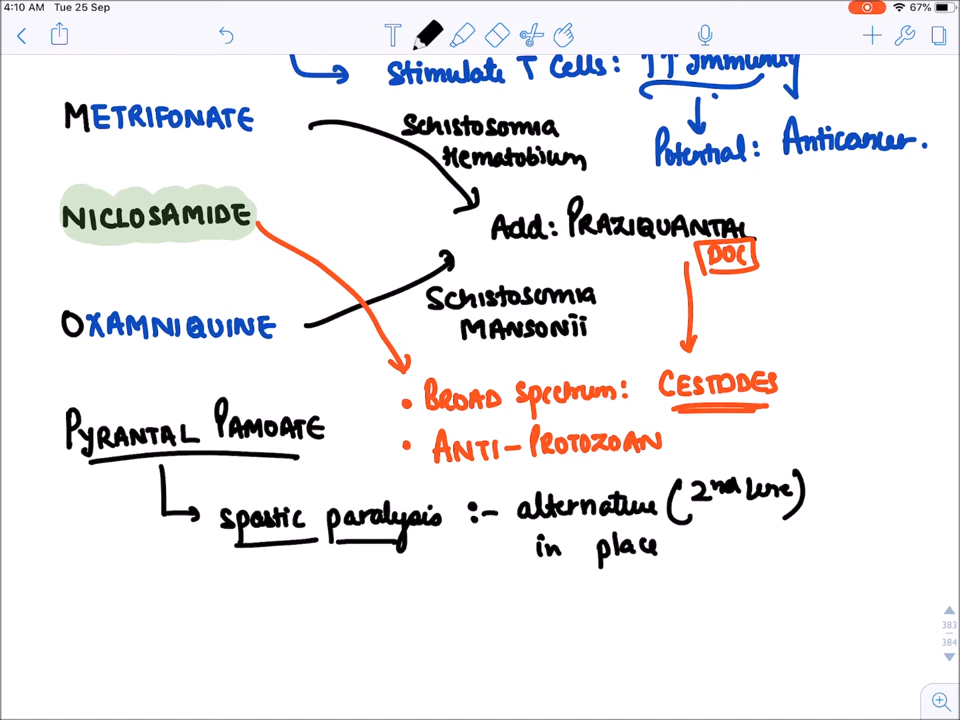 4:10 AM Tue 25 Sep
67%
T
Stimulate T Cells: ↑↑ Immunity
Potential: Anticancer.
METRIFONATE
Schistosomia
Hematobium
NICLOSAMIDE
Add: PRAZIQUANTAL
DOC
OXAMNIQUINE
Schistosomia
MANSONii
• BROAD Spectrum: CESTODES
• ANTI-PROTOZOAN
PYRANTAL PAMOATE
spastic paralysis :- alternative (2nd line)
in place
383
384